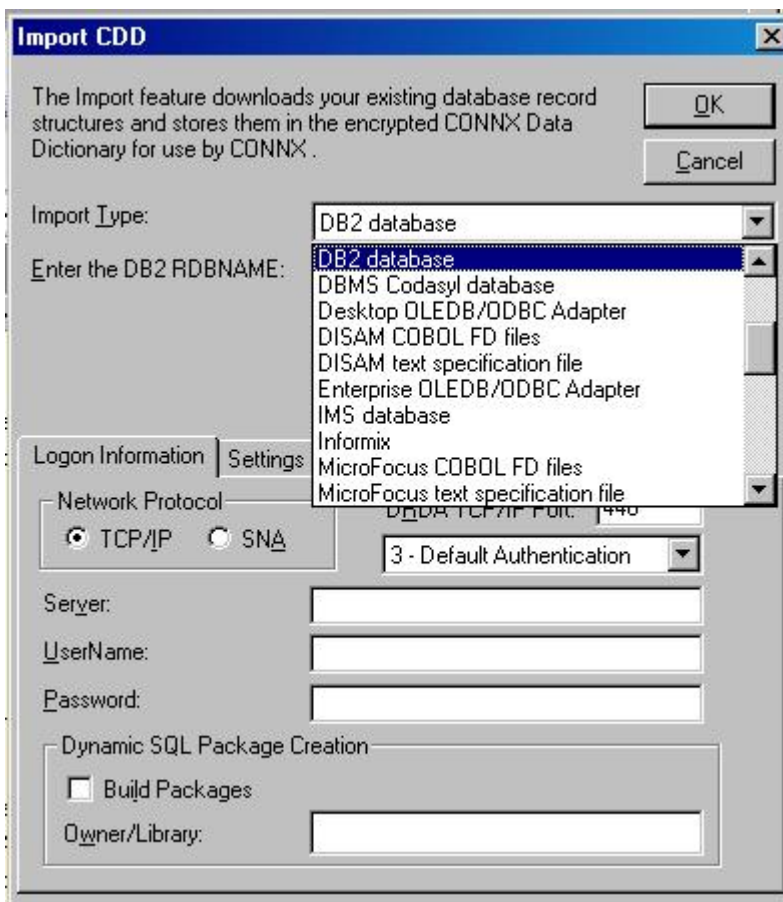 Import CDD
The Import feature downloads your existing database record
structures and stores them in the encrypted CONNX Data
Dictionary for use by CONNX .
OK
Cancel
Import Type:
DB2 database
Enter the DB2 RDBNAME:
DB2 database
DBMS Codasyl database
Desktop OLEDB/ODBC Adapter
DISAM COBOL FD files
DISAM text specification file
Enterprise OLEDB/ODBC Adapter
IMS database
Informix
MicroFocus COBOL FD files
MicroFocus text specification file
Logon Information
Settings
Network Protocol
TCP/IP
SNA
DRDA TCP/IP Port:
3 - Default Authentication
Server:
UserName:
Password:
Dynamic SQL Package Creation
Build Packages
Owner/Library: